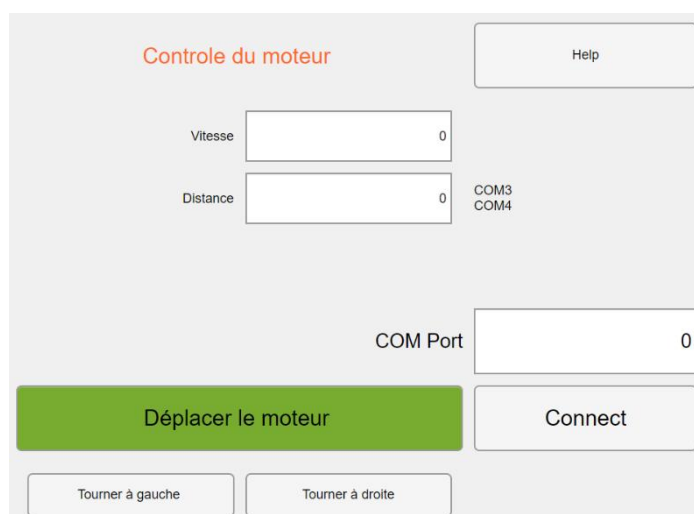 Controle du moteur
Help
Vitesse
0
Distance
0
COM3
COM4
COM Port
0
Déplacer le moteur
Connect
Tourner à gauche
Tourner à droite